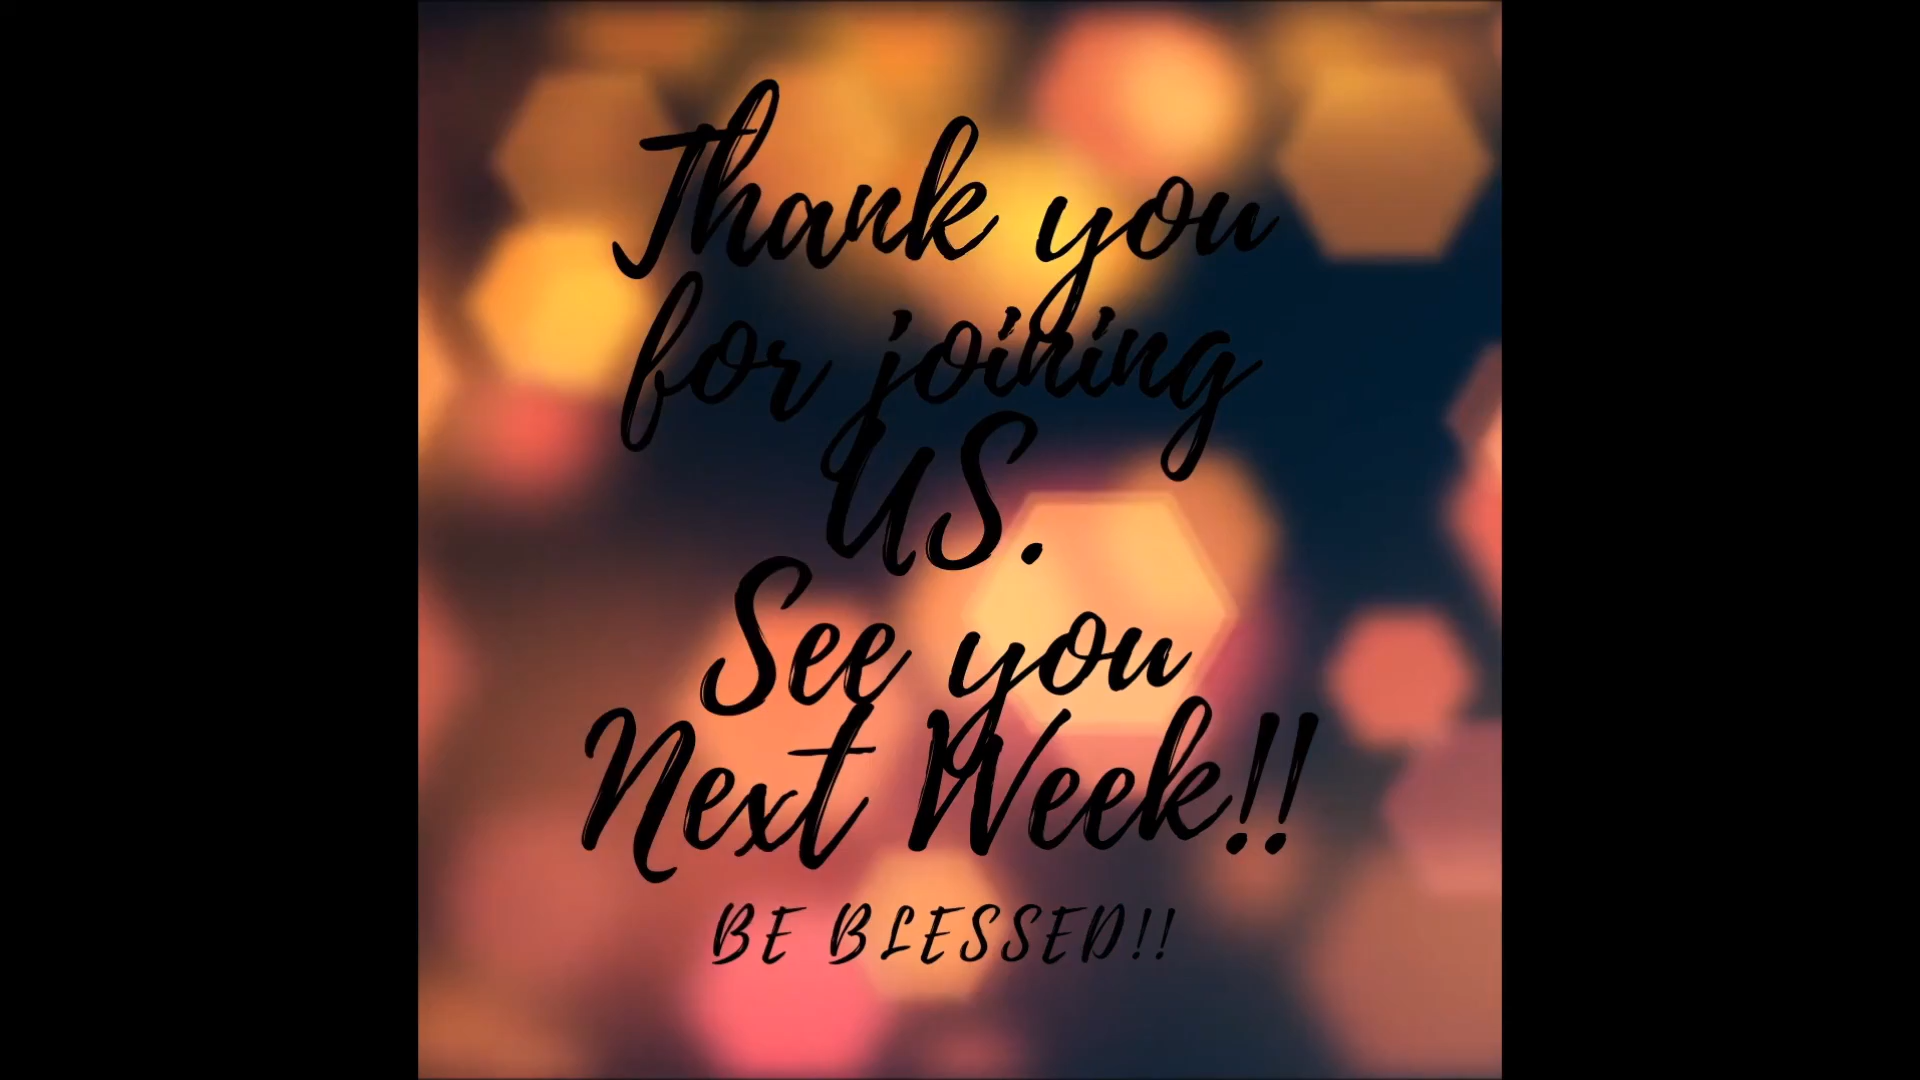 Thank you
for joining
US.
See you
Next Week!!
BE BLESSED!!